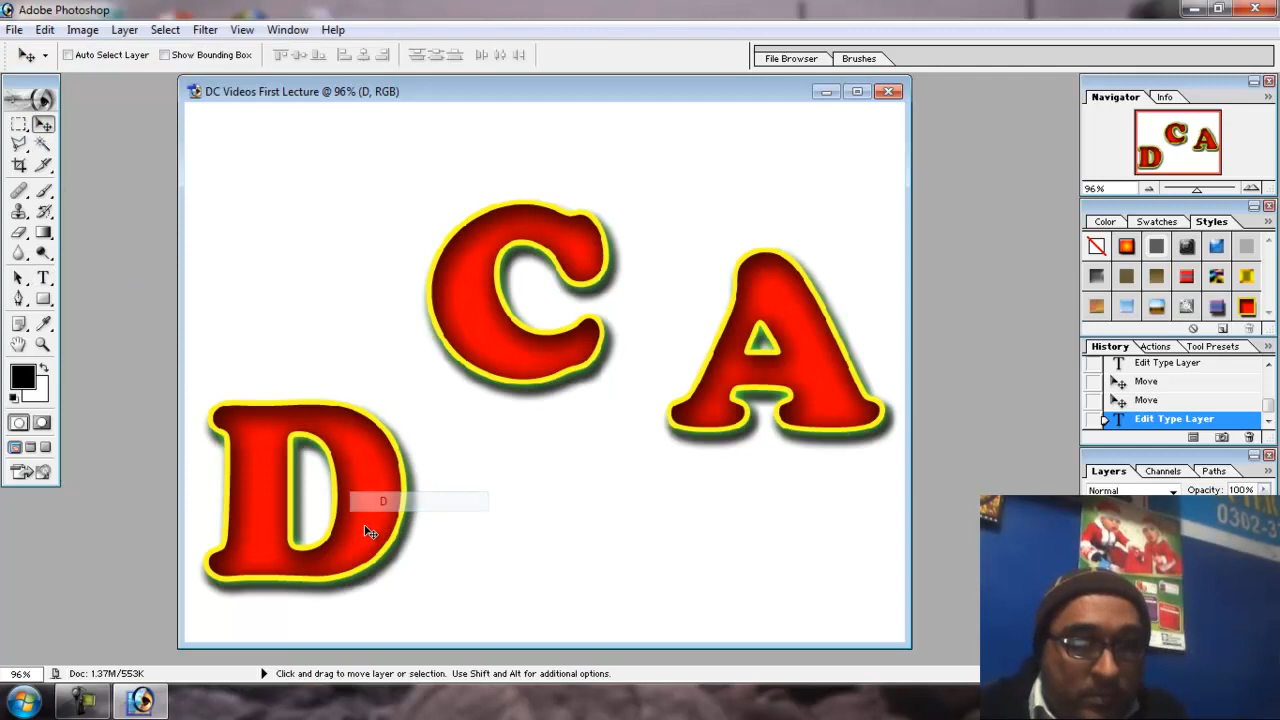 Adobe Photoshop
File Edit Image Layer Select Filter View Window Help
Auto Select Layer Show Bounding Box File Browser Brushes
DC Videos First Lecture @ 96% (D, RGB)
Navigator Info
D C A
96%
Color Swatches Styles
C A
D
D
History Actions Tool Presets
Edit Type Layer
Move
Move
Edit Type Layer
Layers Channels Paths
Normal Opacity: 100%
0302-3
96% Doc: 1.37M/553K Click and drag to move layer or selection. Use Shift and Alt for additional options.